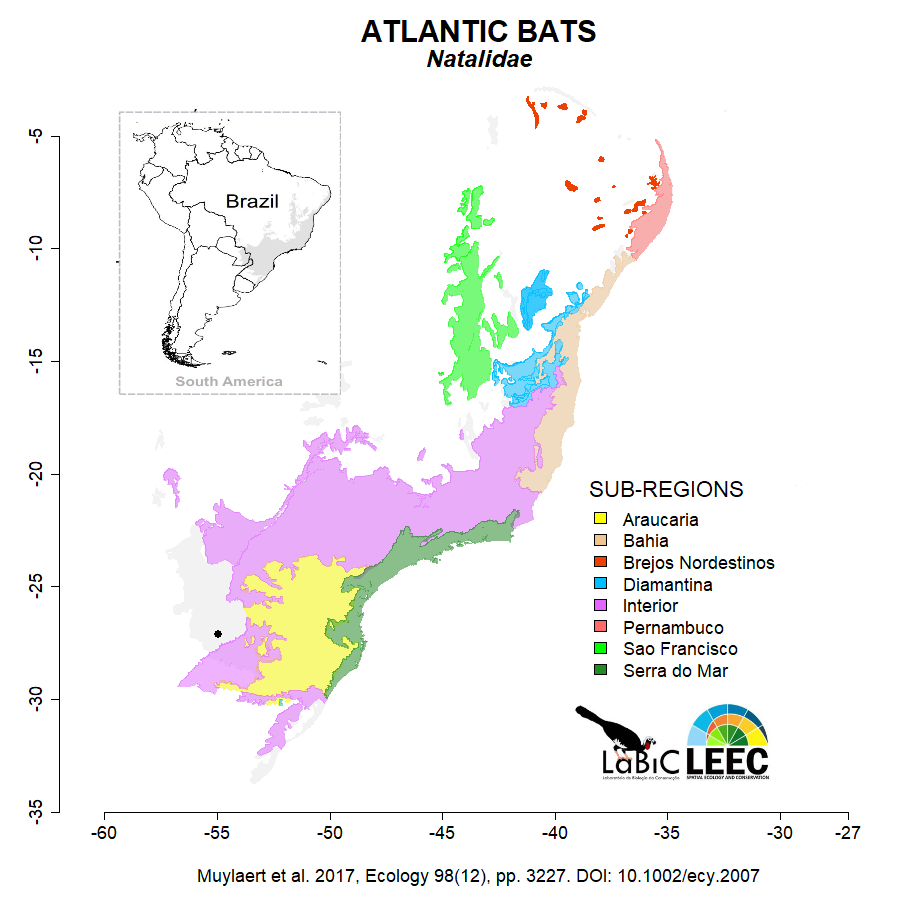 ATLANTIC BATS
Natalidae
Brazil
South America
-5
-10
-15
-20
-25
-30
-35
SUB-REGIONS
Araucaria
Bahia
Brejos Nordestinos
Diamantina
Interior
Pernambuco
Sao Francisco
Serra do Mar
LaBiC
Laboratório de Biologia da Conservação
LEEC
SPATIAL ECOLOGY AND CONSERVATION
-60 -55 -50 -45 -40 -35 -30 -27
Muylaert et al. 2017, Ecology 98(12), pp. 3227. DOI: 10.1002/ecy.2007